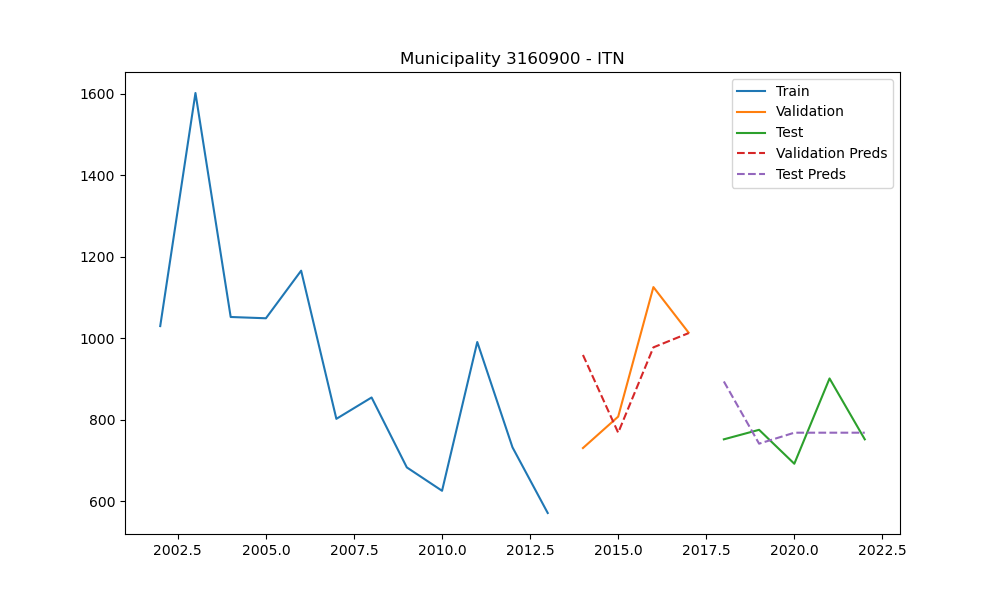 Municipality 3160900 - ITN
Train
Validation
Test
Validation Preds
Test Preds
1600
1400
1200
1000
800
600
2002.5 2005.0 2007.5 2010.0 2012.5 2015.0 2017.5 2020.0 2022.5